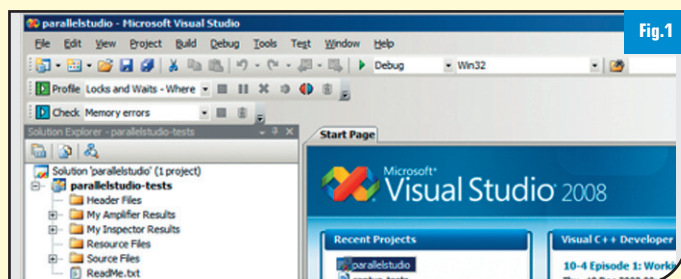 parallelstudio - Microsoft Visual Studio
Fig.1
File Edit View Project Build Debug Tools Test Window Help
Debug Win32
Profile Locks and Waits - Where
Check Memory errors
Solution Explorer - parallelstudio-tests
Start Page
Solution 'parallelstudio' (1 project)
parallelstudio-tests
Header Files
My Amplifier Results
My Inspector Results
Resource Files
Source Files
ReadMe.txt
Microsoft®
Visual Studio 2008
Recent Projects
parallelstudio
Visual C++ Developer
10-4 Episode 1: Worki